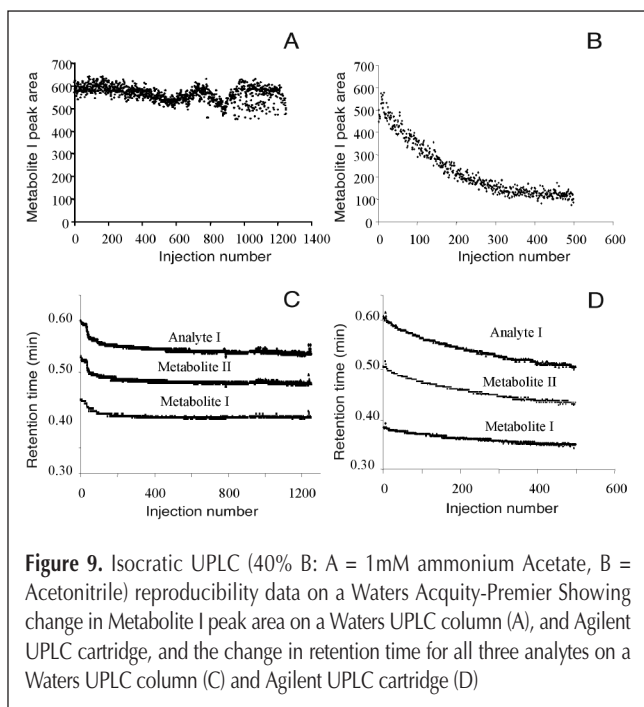 A
Metabolite I peak area
700
600
500
400
300
200
100
0
0 200 400 600 800 1000 1200 1400
Injection number
B
Metabolite I peak area
700
600
500
400
300
200
100
0
0 100 200 300 400 500 600
Injection number
C
Retention time (min)
0.60
0.50
0.40
0.30
Analyte I
Metabolite II
Metabolite I
0 400 800 1200
Injection number
D
Retention time (min)
0.60
0.50
0.40
0.30
Analyte I
Metabolite II
Metabolite I
0 200 400 600
Injection number
Figure 9. Isocratic UPLC (40% B: A = 1mM ammonium Acetate, B =
Acetonitrile) reproducibility data on a Waters Acquity-Premier Showing
change in Metabolite I peak area on a Waters UPLC column (A), and Agilent
UPLC cartridge, and the change in retention time for all three analytes on a
Waters UPLC column (C) and Agilent UPLC cartridge (D)